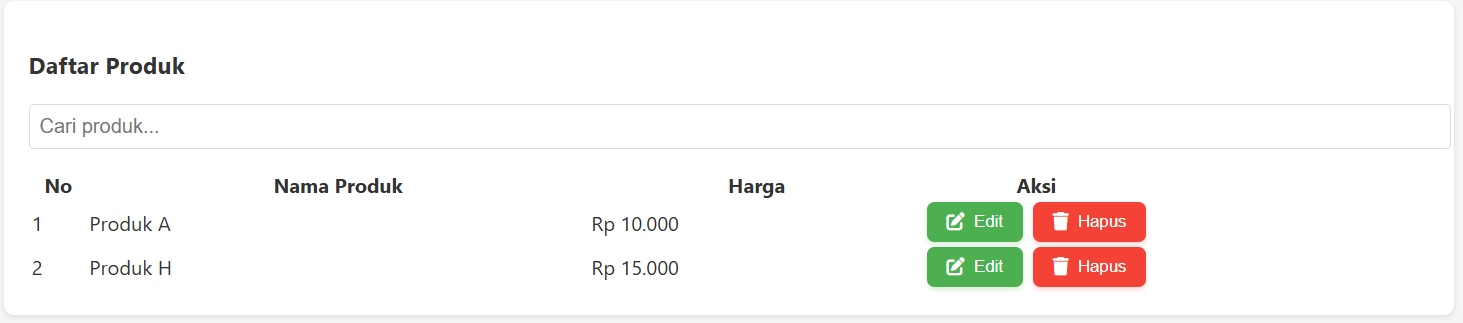 Daftar Produk
Cari produk...
No Nama Produk Harga Aksi
1 Produk A Rp 10.000 Edit Hapus
2 Produk H Rp 15.000 Edit Hapus